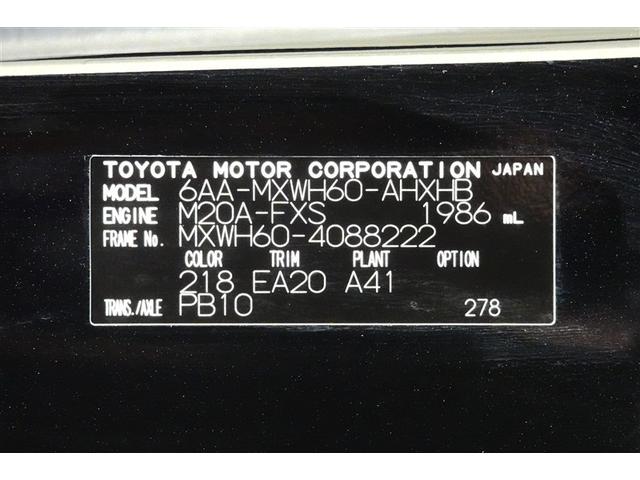 TOYOTA MOTOR CORPORATION JAPAN
MODEL 6AA-MXWH60-AHXHB
ENGINE M20A-FXS 1986 mL
FRAME No. MXWH60-4088222
COLOR TRIM PLANT OPTION
218 EA20 A41
TRANS./AXLE PB10 278